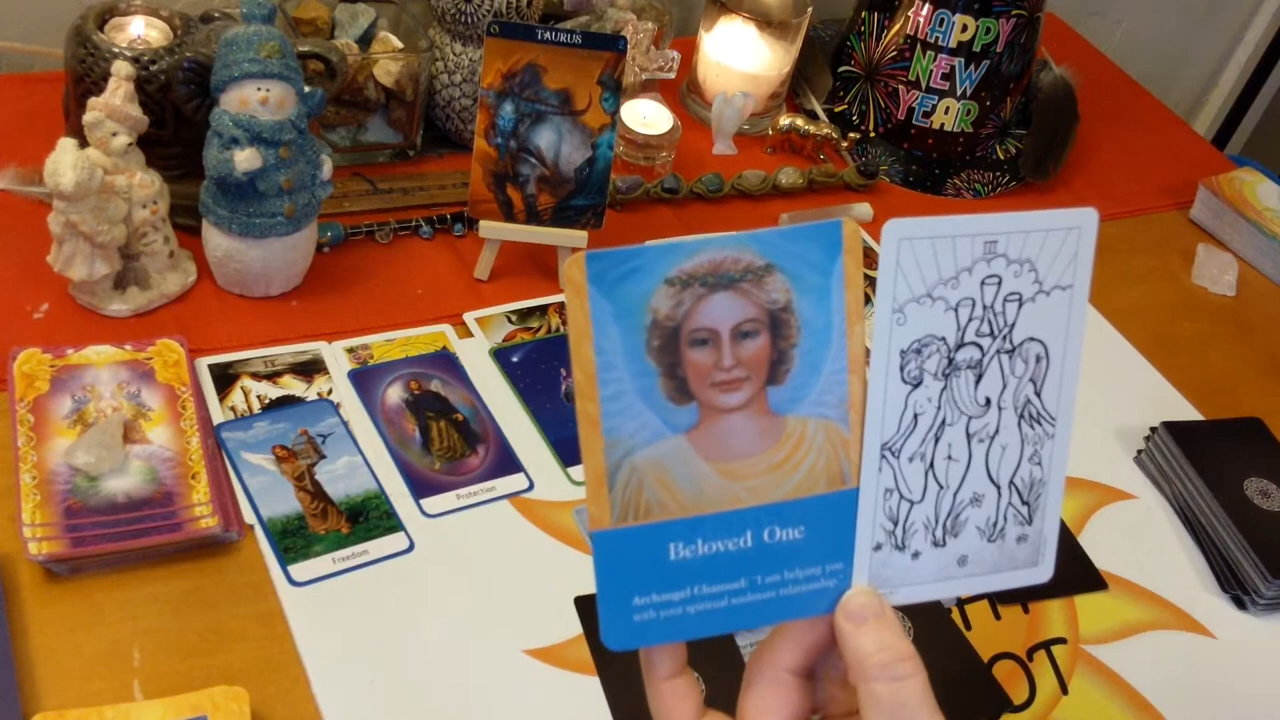 TAURUS
HAPPY
NEW
YEAR
III
II
Protection
Freedom
Beloved One
Archangel Chamuel: "I am helping you
with your spiritual soulmate relationship."
OT